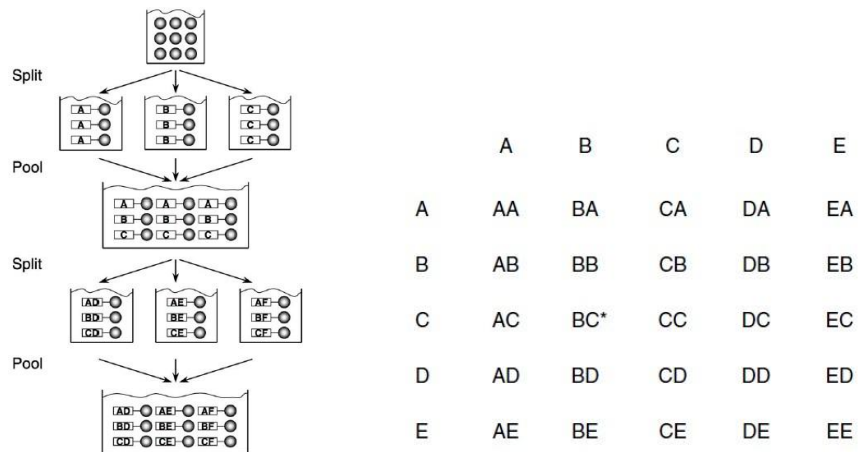 Split
A B C
A B C
A B C
Pool
A A A
B B B
C C C
Split
AD AE AF
BD BE BF
CD CE CF
Pool
AD AE AF
BD BE BF
CD CE CF
A B C D E
A AA BA CA DA EA
B AB BB CB DB EB
C AC BC* CC DC EC
D AD BD CD DD ED
E AE BE CE DE EE